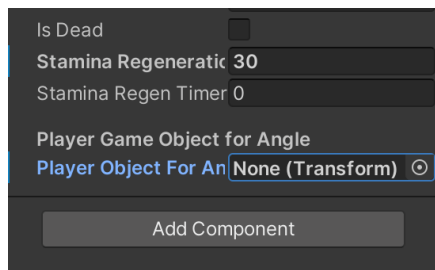 Is Dead
Stamina Regeneratic 30
Stamina Regen Timer 0
Player Game Object for Angle
Player Object For An None (Transform)
Add Component